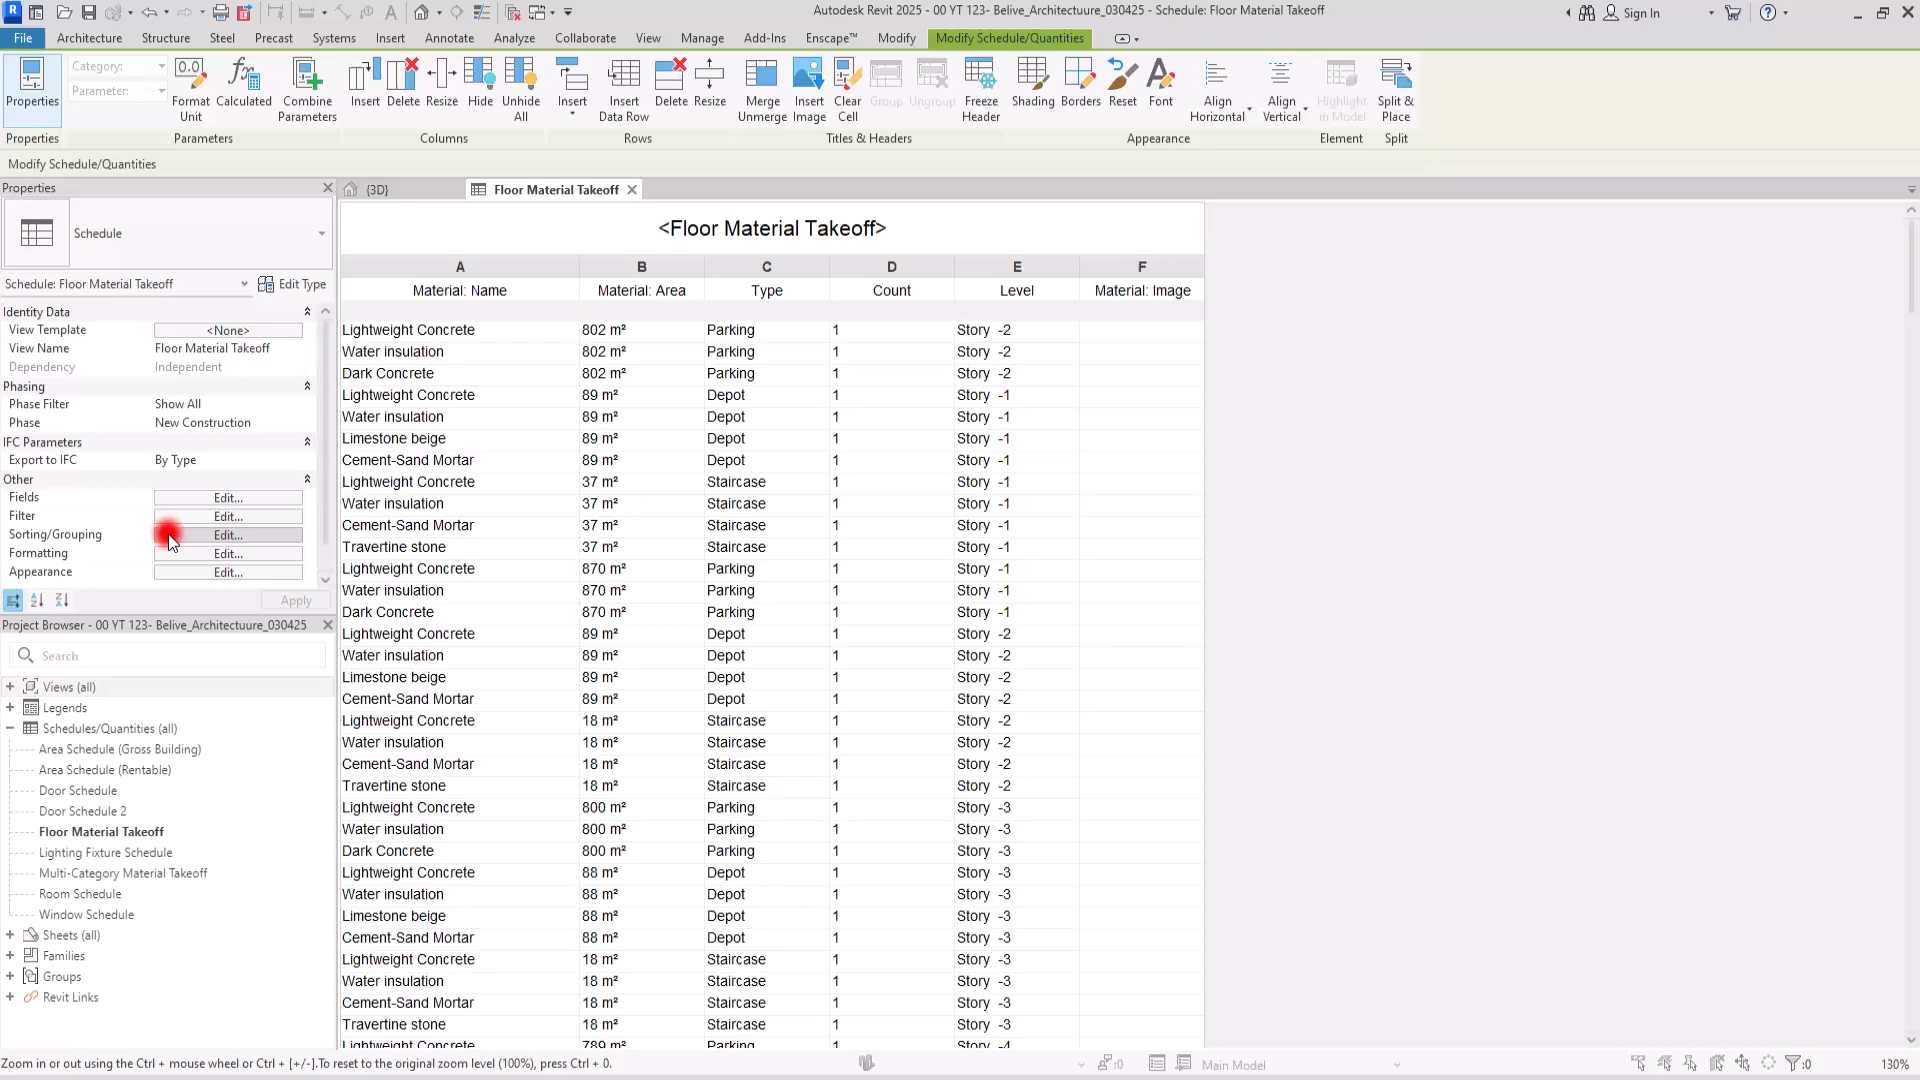 Autodesk Revit 2025 - 00 YT 123- Belive_Architectuure_030425 - Schedule: Floor Material Takeoff
Sign In
File Architecture Structure Steel Precast Systems Insert Annotate Analyze Collaborate View Manage Add-Ins Enscape™ Modify Modify Schedule/Quantities
Properties
Category:
Parameter:
Format Unit
Calculated
Combine Parameters
Insert
Delete
Resize
Hide
Unhide All
Insert
Insert Data Row
Delete
Resize
Merge Unmerge
Insert Image
Clear Cell
Group
Ungroup
Freeze Header
Shading
Borders
Reset
Font
Align Horizontal
Align Vertical
Highlight in Model
Split & Place
Properties Parameters Columns Rows Titles & Headers Appearance Element Split
Modify Schedule/Quantities
Properties
Schedule
Schedule: Floor Material Takeoff
Edit Type
Identity Data
View Template <None>
View Name Floor Material Takeoff
Dependency Independent
Phasing
Phase Filter Show All
Phase New Construction
IFC Parameters
Export to IFC By Type
Other
Fields Edit...
Filter Edit...
Sorting/Grouping Edit...
Formatting Edit...
Appearance Edit...
Apply
Project Browser - 00 YT 123- Belive_Architectuure_030425
Search
Views (all)
Legends
Schedules/Quantities (all)
Area Schedule (Gross Building)
Area Schedule (Rentable)
Door Schedule
Door Schedule 2
Floor Material Takeoff
Lighting Fixture Schedule
Multi-Category Material Takeoff
Room Schedule
Window Schedule
Sheets (all)
Families
Groups
Revit Links
{3D}
Floor Material Takeoff
<Floor Material Takeoff>
A B C D E F
Material: Name Material: Area Type Count Level Material: Image
Lightweight Concrete 802 m² Parking 1 Story -2
Water insulation 802 m² Parking 1 Story -2
Dark Concrete 802 m² Parking 1 Story -2
Lightweight Concrete 89 m² Depot 1 Story -1
Water insulation 89 m² Depot 1 Story -1
Limestone beige 89 m² Depot 1 Story -1
Cement-Sand Mortar 89 m² Depot 1 Story -1
Lightweight Concrete 37 m² Staircase 1 Story -1
Water insulation 37 m² Staircase 1 Story -1
Cement-Sand Mortar 37 m² Staircase 1 Story -1
Travertine stone 37 m² Staircase 1 Story -1
Lightweight Concrete 870 m² Parking 1 Story -1
Water insulation 870 m² Parking 1 Story -1
Dark Concrete 870 m² Parking 1 Story -1
Lightweight Concrete 89 m² Depot 1 Story -2
Water insulation 89 m² Depot 1 Story -2
Limestone beige 89 m² Depot 1 Story -2
Cement-Sand Mortar 89 m² Depot 1 Story -2
Lightweight Concrete 18 m² Staircase 1 Story -2
Water insulation 18 m² Staircase 1 Story -2
Cement-Sand Mortar 18 m² Staircase 1 Story -2
Travertine stone 18 m² Staircase 1 Story -2
Lightweight Concrete 800 m² Parking 1 Story -3
Water insulation 800 m² Parking 1 Story -3
Dark Concrete 800 m² Parking 1 Story -3
Lightweight Concrete 88 m² Depot 1 Story -3
Water insulation 88 m² Depot 1 Story -3
Limestone beige 88 m² Depot 1 Story -3
Cement-Sand Mortar 88 m² Depot 1 Story -3
Lightweight Concrete 18 m² Staircase 1 Story -3
Water insulation 18 m² Staircase 1 Story -3
Cement-Sand Mortar 18 m² Staircase 1 Story -3
Travertine stone 18 m² Staircase 1 Story -3
Lightweight Concrete 789 m² Parking 1 Story -4
Zoom in or out using the Ctrl + mouse wheel or Ctrl + [+/-].To reset to the original zoom level (100%), press Ctrl + 0.
:0
Main Model
:0
130%